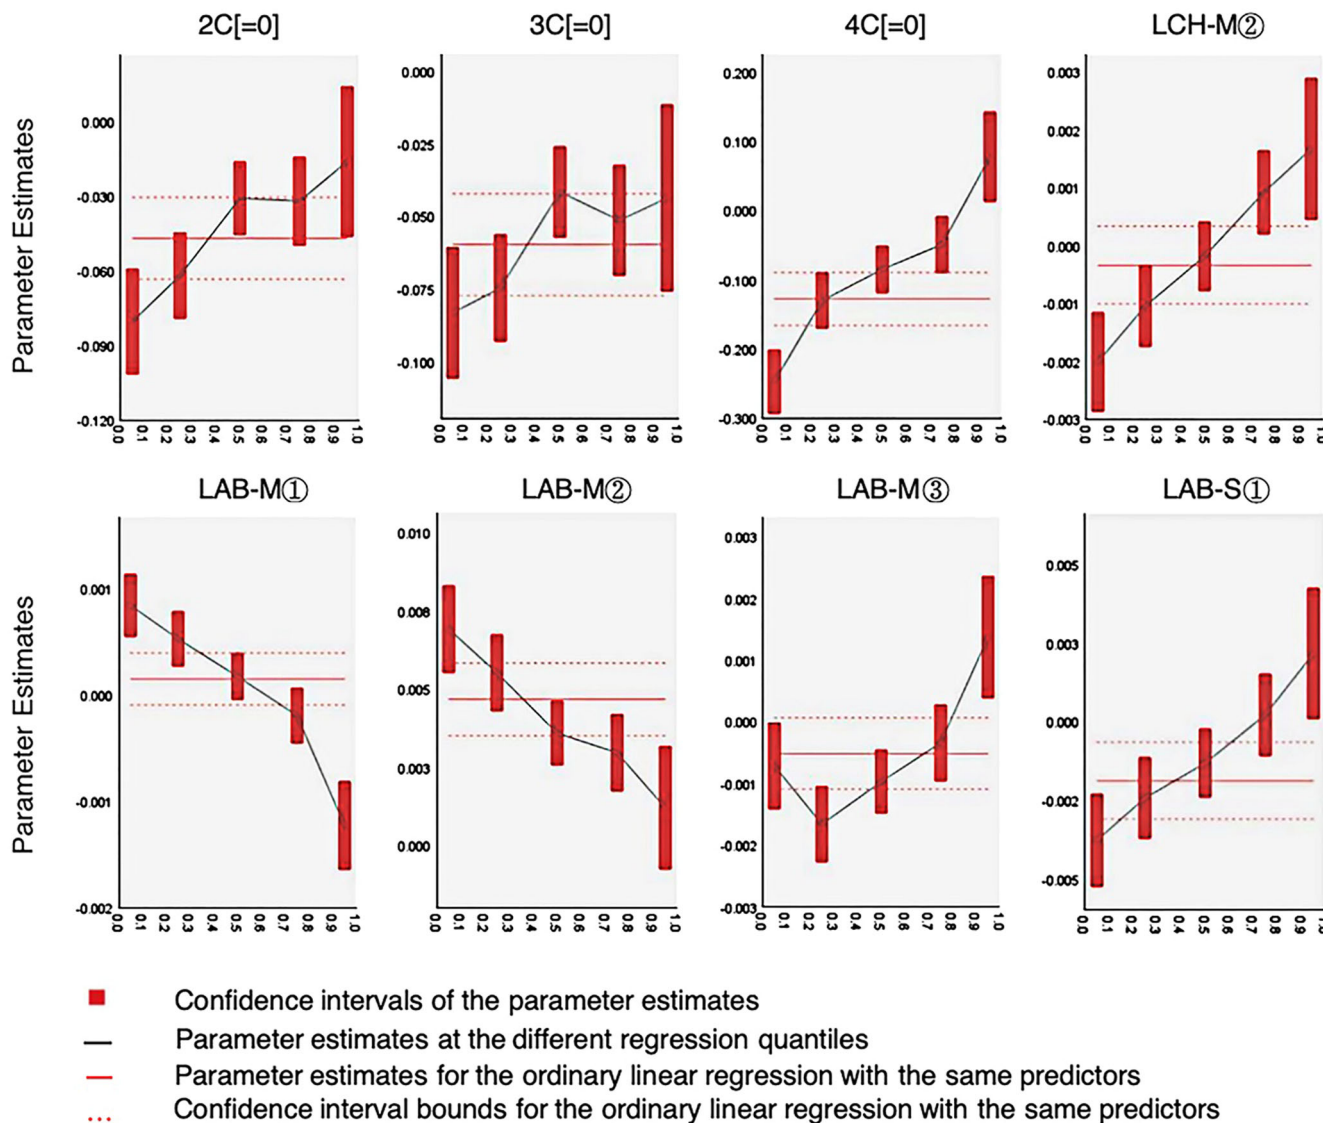 2C[=0] 3C[=0] 4C[=0] LCH-M②
Parameter Estimates
0.000
-0.030
-0.060
-0.090
-0.120
0.0 0.1 0.2 0.3 0.4 0.5 0.6 0.7 0.8 0.9 1.0
0.000
-0.025
-0.050
-0.075
-0.100
0.0 0.1 0.2 0.3 0.4 0.5 0.6 0.7 0.8 0.9 1.0
0.200
0.100
0.000
-0.100
-0.200
-0.300
0.0 0.1 0.2 0.3 0.4 0.5 0.6 0.7 0.8 0.9 1.0
0.003
0.002
0.001
0.000
-0.001
-0.002
-0.003
0.0 0.1 0.2 0.3 0.4 0.5 0.6 0.7 0.8 0.9 1.0
LAB-M① LAB-M② LAB-M③ LAB-S①
Parameter Estimates
0.001
0.000
-0.001
-0.002
0.0 0.1 0.2 0.3 0.4 0.5 0.6 0.7 0.8 0.9 1.0
0.010
0.008
0.005
0.003
0.000
0.0 0.1 0.2 0.3 0.4 0.5 0.6 0.7 0.8 0.9 1.0
0.003
0.002
0.001
0.000
-0.001
-0.002
-0.003
0.0 0.1 0.2 0.3 0.4 0.5 0.6 0.7 0.8 0.9 1.0
0.005
0.003
0.000
-0.002
-0.005
0.0 0.1 0.2 0.3 0.4 0.5 0.6 0.7 0.8 0.9 1.0
Confidence intervals of the parameter estimates
Parameter estimates at the different regression quantiles
Parameter estimates for the ordinary linear regression with the same predictors
Confidence interval bounds for the ordinary linear regression with the same predictors